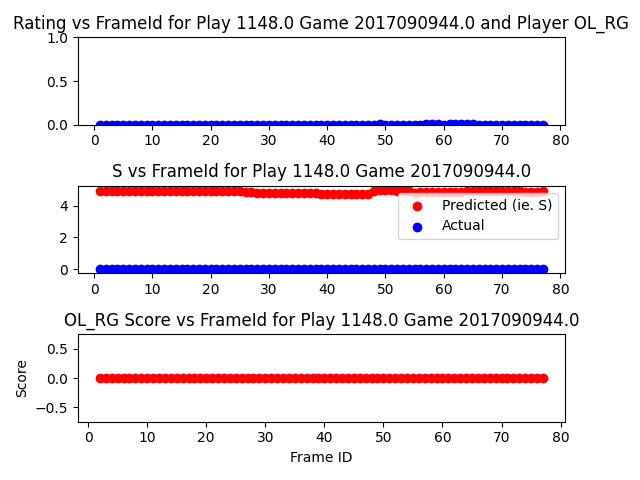 Rating vs FrameId for Play 1148.0 Game 2017090944.0 and Player OL_RG
1.0
0.5
0.0
0 10 20 30 40 50 60 70 80
S vs FrameId for Play 1148.0 Game 2017090944.0
4
2
0
Predicted (ie. S)
Actual
0 10 20 30 40 50 60 70 80
OL_RG Score vs FrameId for Play 1148.0 Game 2017090944.0
Score
0.5
0.0
−0.5
0 10 20 30 40 50 60 70 80
Frame ID